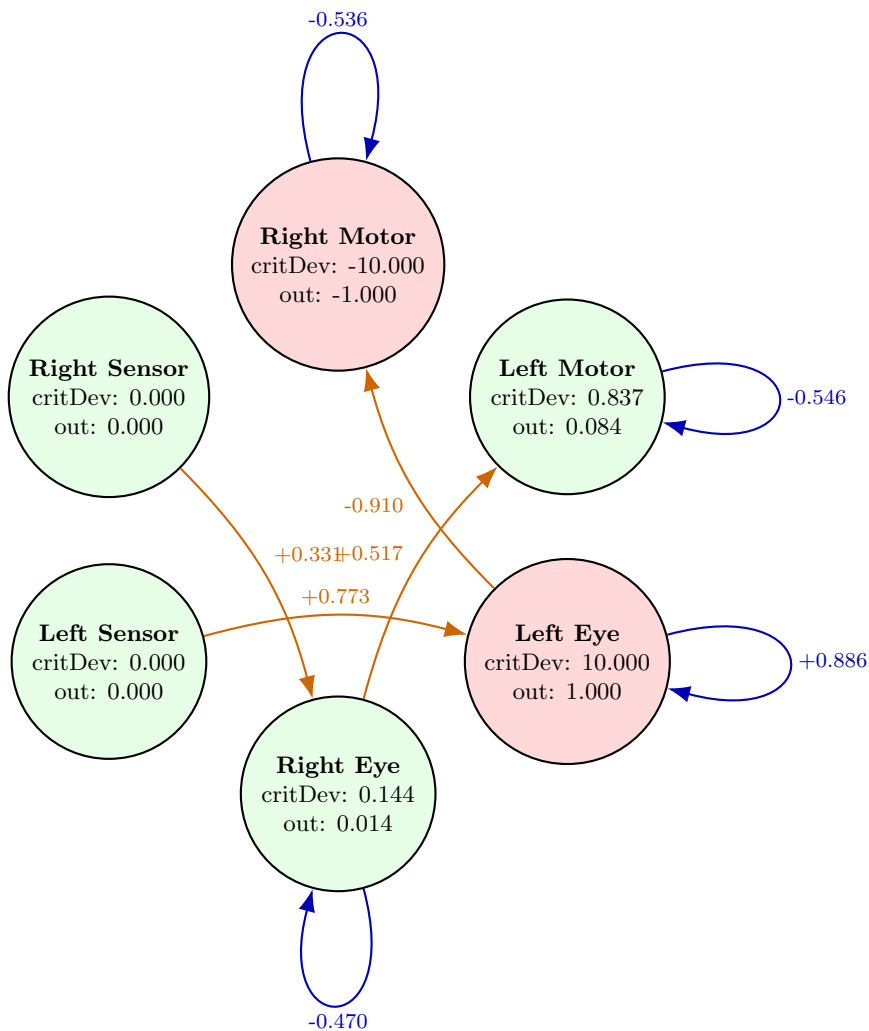 -0.536
Right Motor
critDev: -10.000
out: -1.000
Right Sensor
critDev: 0.000
out: 0.000
Left Motor
critDev: 0.837
out: 0.084
-0.546
-0.910
+0.331
+0.517
+0.773
Left Sensor
critDev: 0.000
out: 0.000
Left Eye
critDev: 10.000
out: 1.000
+0.886
Right Eye
critDev: 0.144
out: 0.014
-0.470